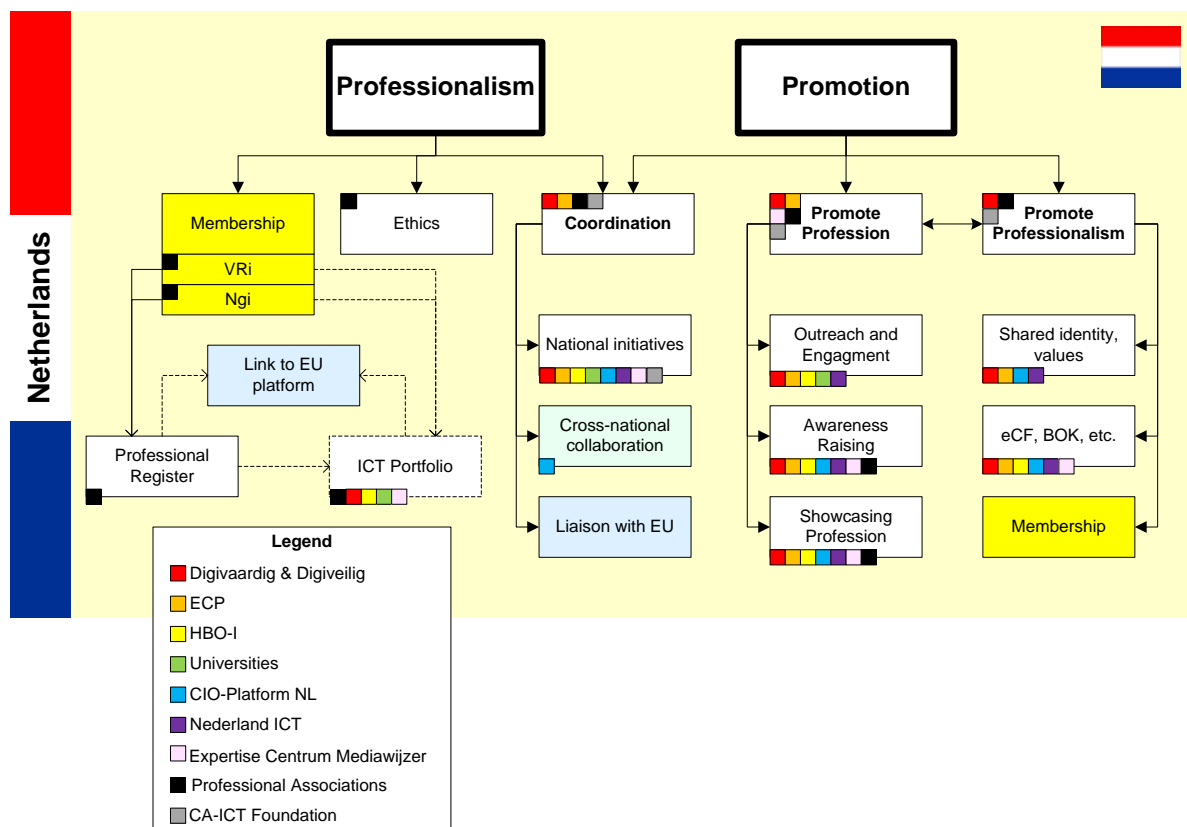 Netherlands
Professionalism
Promotion
Membership
VRi
Ngi
Ethics
Coordination
Promote
Profession
Promote
Professionalism
Link to EU
platform
National initiatives
Outreach and
Engagment
Shared identity,
values
Professional
Register
ICT Portfolio
Cross-national
collaboration
Awareness
Raising
eCF, BOK, etc.
Liaison with EU
Showcasing
Profession
Membership
Legend
Digivaardig & Digiveilig
ECP
HBO-I
Universities
CIO-Platform NL
Nederland ICT
Expertise Centrum Mediawijzer
Professional Associations
CA-ICT Foundation